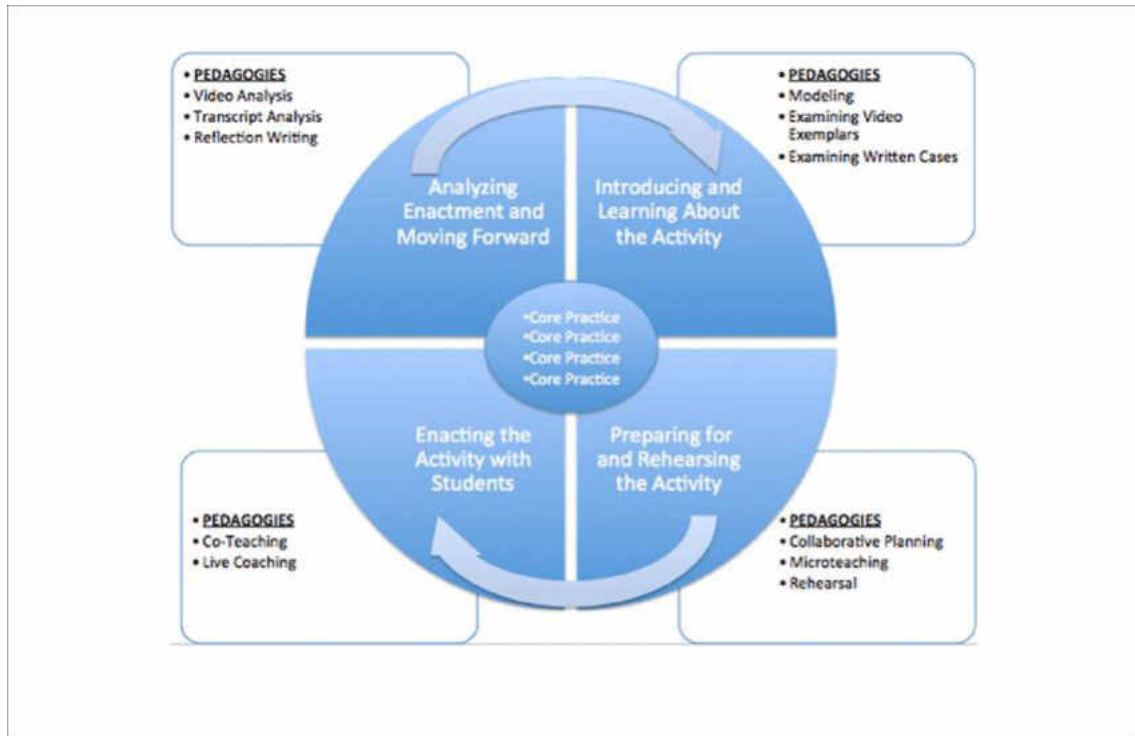 • PEDAGOGIES
• Video Analysis
• Transcript Analysis
• Reflection Writing
• PEDAGOGIES
• Modeling
• Examining Video
Exemplars
• Examining Written Cases
Analyzing
Enactment and
Moving Forward
Introducing and
Learning About
the Activity
•Core Practice
•Core Practice
•Core Practice
•Core Practice
Enacting the
Activity with
Students
Preparing for
and Rehearsing
the Activity
• PEDAGOGIES
• Co-Teaching
• Live Coaching
• PEDAGOGIES
• Collaborative Planning
• Microteaching
• Rehearsal